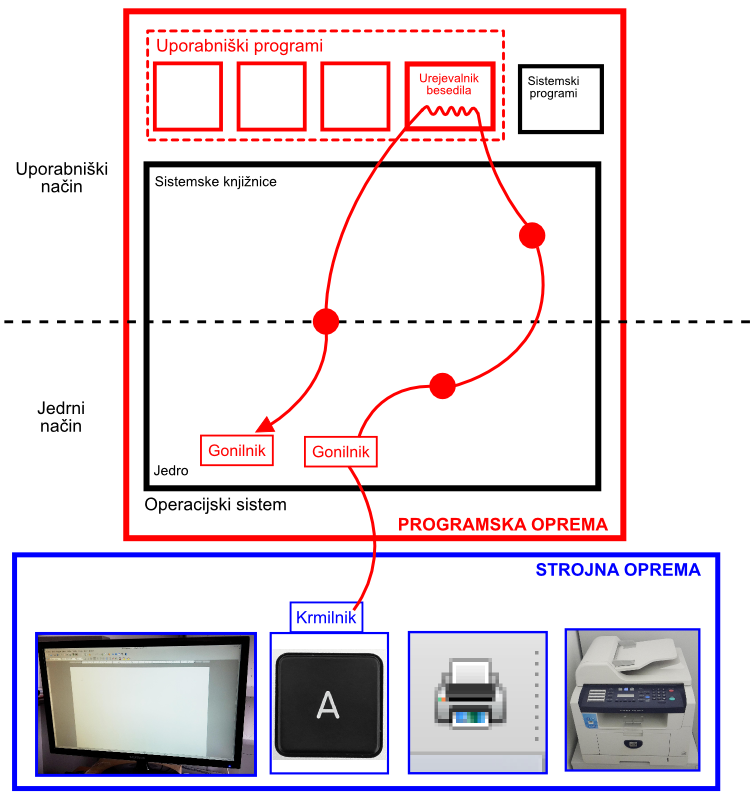 Uporabniški programi
Urejevalnik
besedila
Sistemski
programi
Uporabniški
način
Sistemske knjižnice
Jedrni
način
Gonilnik
Gonilnik
Jedro
Operacijski sistem
PROGRAMSKA OPREMA
STROJNA OPREMA
Krmilnik
A